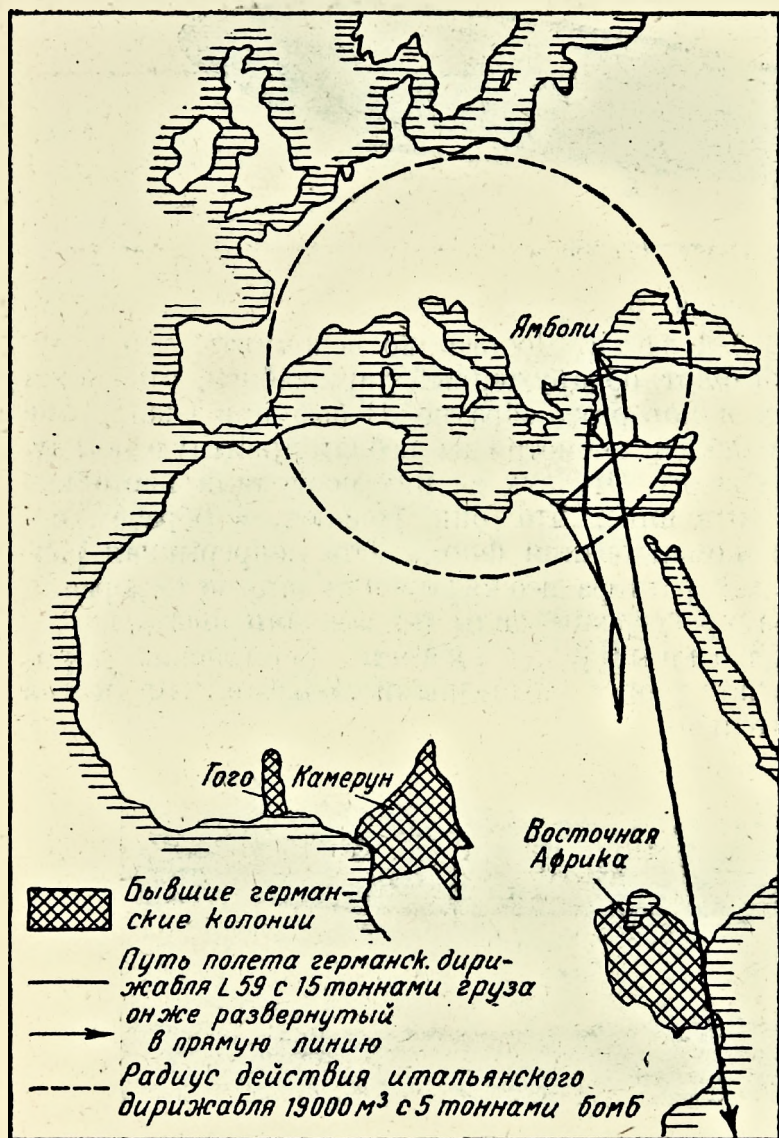 Ямболи
Того
Камерун
Восточная
Африка
Бывшие герман-
ские колонии
Путь полета германск. дири-
жабля L 59 с 15 тоннами груза
он же развернутый
в прямую линию
Радиус действия итальянского
дирижабля 19000 м³ с 5 тоннами бомб